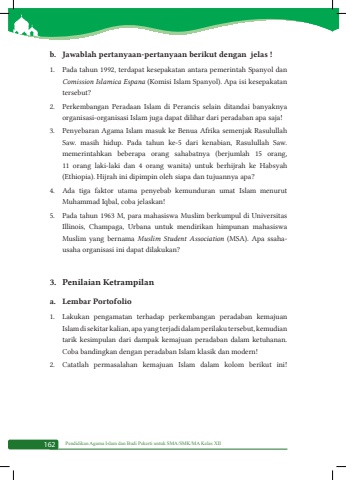 b. Jawablah pertanyaan-pertanyaan berikut dengan jelas !
1. Pada tahun 1992, terdapat kesepakatan antara pemerintah Spanyol dan
Comission Islamica Espana (Komisi Islam Spanyol). Apa isi kesepakatan
tersebut?
2. Perkembangan Peradaan Islam di Perancis selain ditandai banyaknya
organisasi-organisasi Islam juga dapat dilihar dari peradaban apa saja!
3. Penyebaran Agama Islam masuk ke Benua Afrika semenjak Rasulullah
Saw. masih hidup. Pada tahun ke-5 dari kenabian, Rasulullah Saw.
memerintahkan beberapa orang sahabatnya (berjumlah 15 orang,
11 orang laki-laki dan 4 orang wanita) untuk berhijrah ke Habsyah
(Ethiopia). Hijrah ini dipimpin oleh siapa dan tujuannya apa?
4. Ada tiga faktor utama penyebab kemunduran umat Islam menurut
Muhammad Iqbal, coba jelaskan!
5. Pada tahun 1963 M, para mahasiswa Muslim berkumpul di Universitas
Illinois, Champaga, Urbana untuk mendirikan himpunan mahasiswa
Muslim yang bernama Muslim Student Association (MSA). Apa usaha-
usaha organisasi ini dapat dilakukan?
3. Penilaian Ketrampilan
a. Lembar Portofolio
1. Lakukan pengamatan terhadap perkembangan peradaban kemajuan
Islam di sekitar kalian, apa yang terjadi dalam perilaku tersebut, kemudian
tarik kesimpulan dari dampak kemajuan peradaban dalam ketuhanan.
Coba bandingkan dengan peradaban Islam klasik dan modern!
2. Catatlah permasalahan kemajuan Islam dalam kolom berikut ini!
162 Pendidikan Agama Islam dan Budi Pekerti untuk SMA/SMK/MA Kelas XII